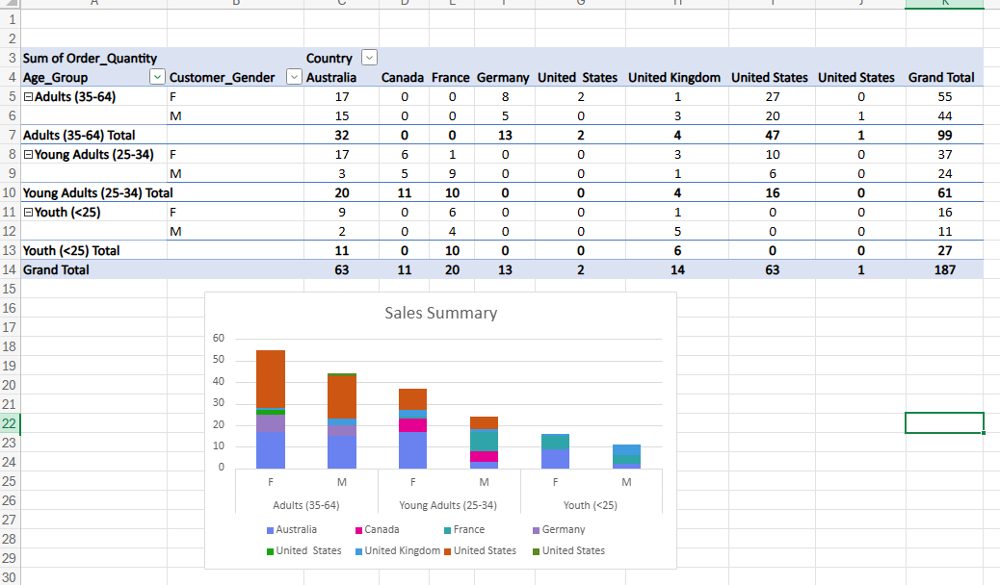 A B C D E F G H I J K
1
2
3 Sum of Order_Quantity Country
4 Age_Group Customer_Gender Australia Canada France Germany United  States United Kingdom United States United States Grand Total
5 Adults (35-64) F 17 0 0 8 2 1 27 0 55
6 M 15 0 0 5 0 3 20 1 44
7 Adults (35-64) Total 32 0 0 13 2 4 47 1 99
8 Young Adults (25-34) F 17 6 1 0 0 3 10 0 37
9 M 3 5 9 0 0 1 6 0 24
10 Young Adults (25-34) Total 20 11 10 0 0 4 16 0 61
11 Youth (<25) F 9 0 6 0 0 1 0 0 16
12 M 2 0 4 0 0 5 0 0 11
13 Youth (<25) Total 11 0 10 0 0 6 0 0 27
14 Grand Total 63 11 20 13 2 14 63 1 187
15
16 Sales Summary
17
18 60
19 50
20 40
21 30
22 20
23 10
24 0
25 F M F M F M
26 Adults (35-64) Young Adults (25-34) Youth (<25)
27 Australia Canada France Germany
28 United  States United Kingdom United States United States
29
30